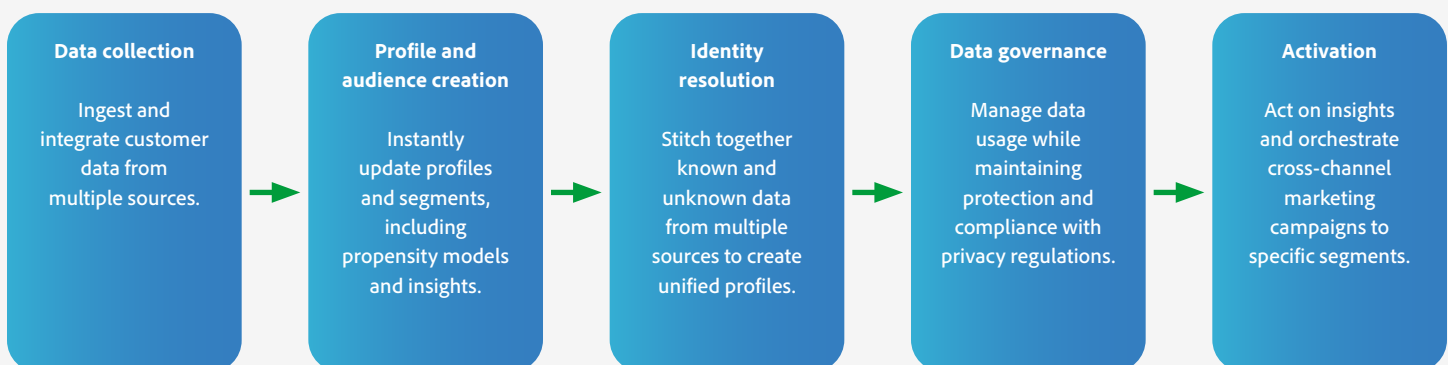 Data collection
Ingest and
integrate customer
data from
multiple sources.
Profile and
audience creation
Instantly
update profiles
and segments,
including
propensity models
and insights.
Identity
resolution
Stitch together
known and
unknown data
from multiple
sources to create
unified profiles.
Data governance
Manage data
usage while
maintaining
protection and
compliance with
privacy regulations.
Activation
Act on insights
and orchestrate
cross-channel
marketing
campaigns to
specific segments.